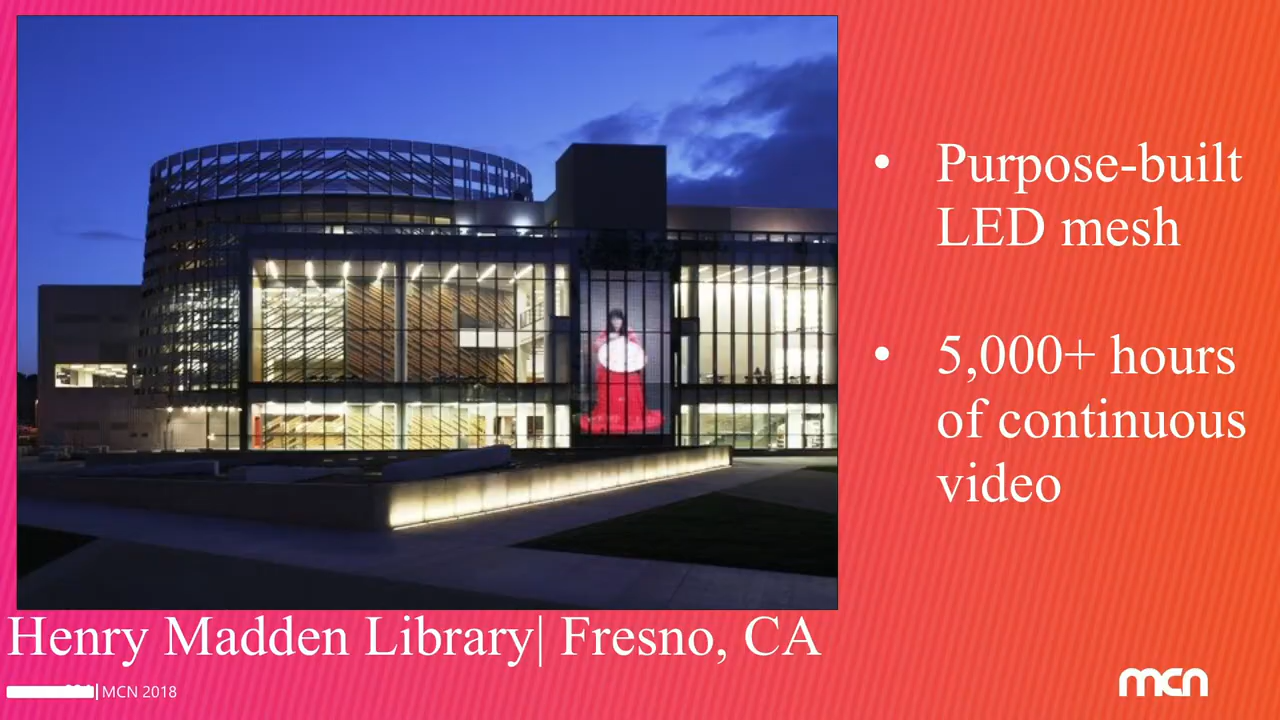 • Purpose-built
LED mesh
• 5,000+ hours
of continuous
video
Henry Madden Library| Fresno, CA
| MCN 2018
mcn